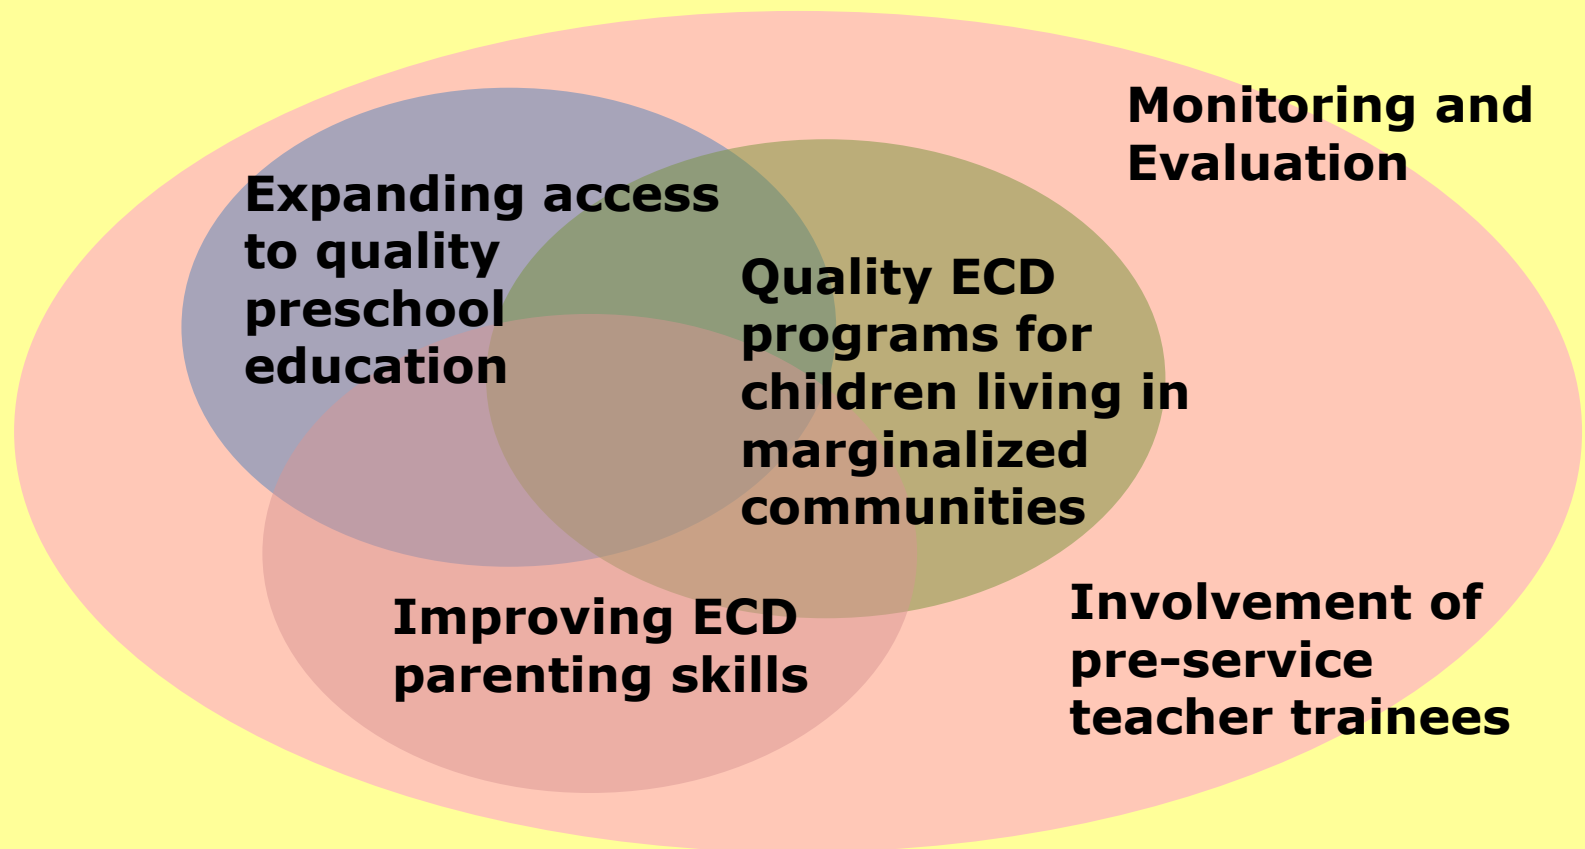 Monitoring and
Evaluation
Expanding access
to quality
preschool
education
Quality ECD
programs for
children living in
marginalized
communities
Improving ECD
parenting skills
Involvement of
pre-service
teacher trainees